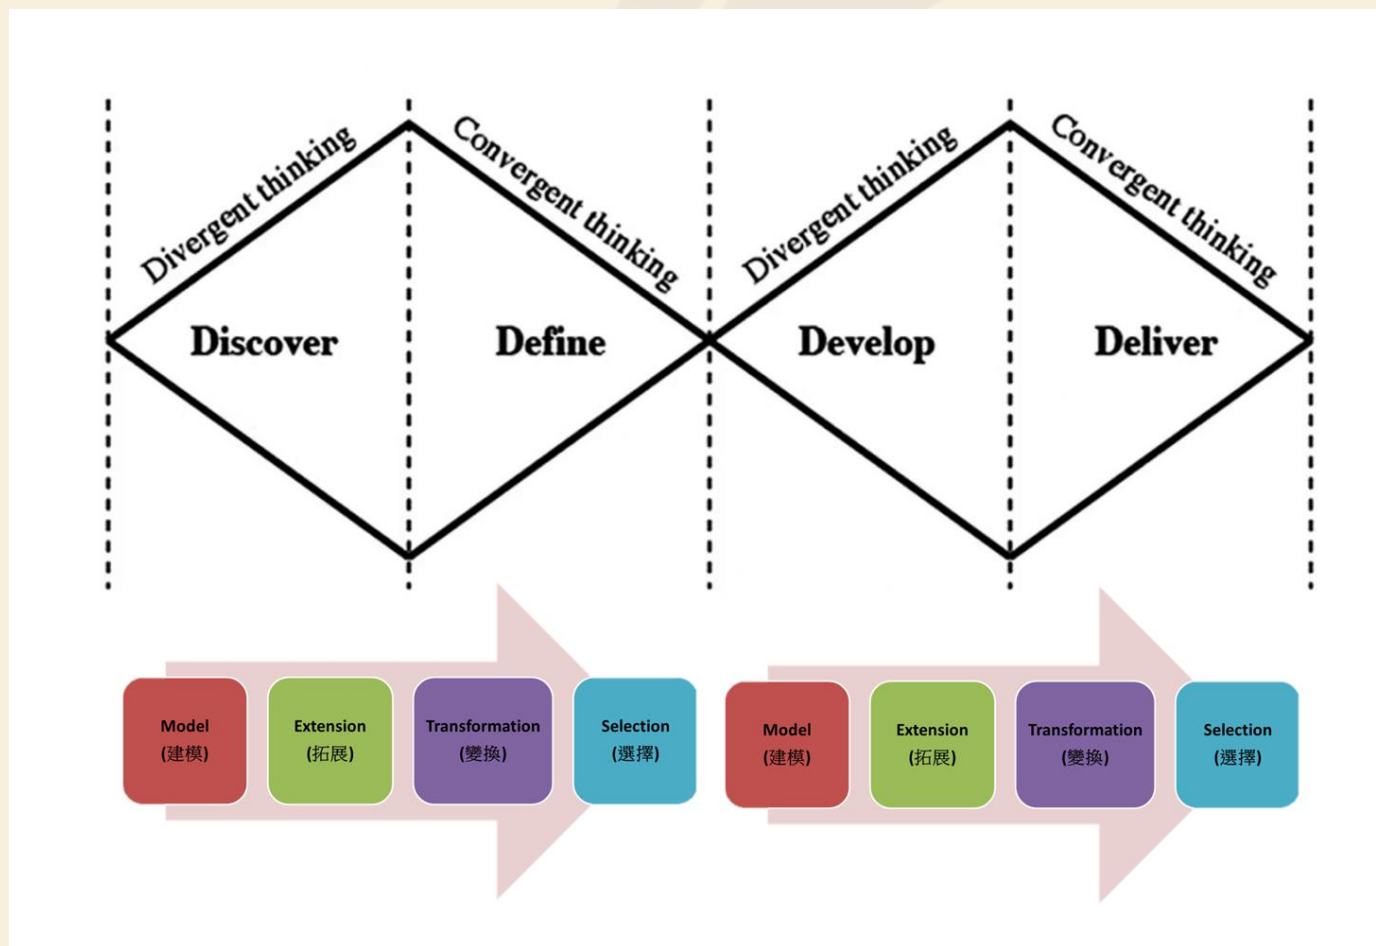 Divergent thinking
Convergent thinking
Divergent thinking
Convergent thinking
Discover
Define
Develop
Deliver
Model
(建模)
Extension
(拓展)
Transformation
(變換)
Selection
(選擇)
Model
(建模)
Extension
(拓展)
Transformation
(變換)
Selection
(選擇)